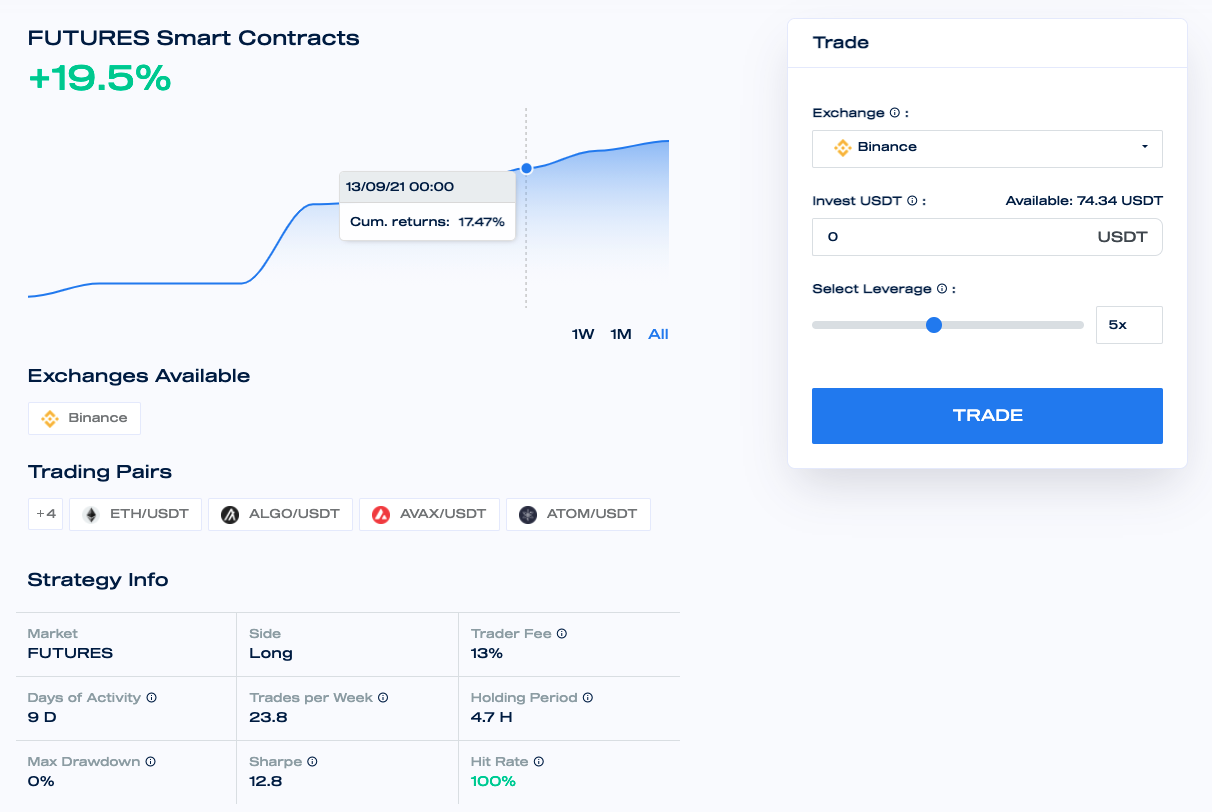 FUTURES Smart Contracts
+19.5%
13/09/21 00:00
Cum. returns: 17.47%
1W 1M All
Exchanges Available
Binance
Trading Pairs
+4 ETH/USDT ALGO/USDT AVAX/USDT ATOM/USDT
Strategy Info
Market Side Trader Fee
FUTURES Long 13%
Days of Activity Trades per Week Holding Period
9 D 23.8 4.7 H
Max Drawdown Sharpe Hit Rate
0% 12.8 100%
Trade
Exchange :
Binance
Invest USDT : Available: 74.34 USDT
0 USDT
Select Leverage :
5x
TRADE